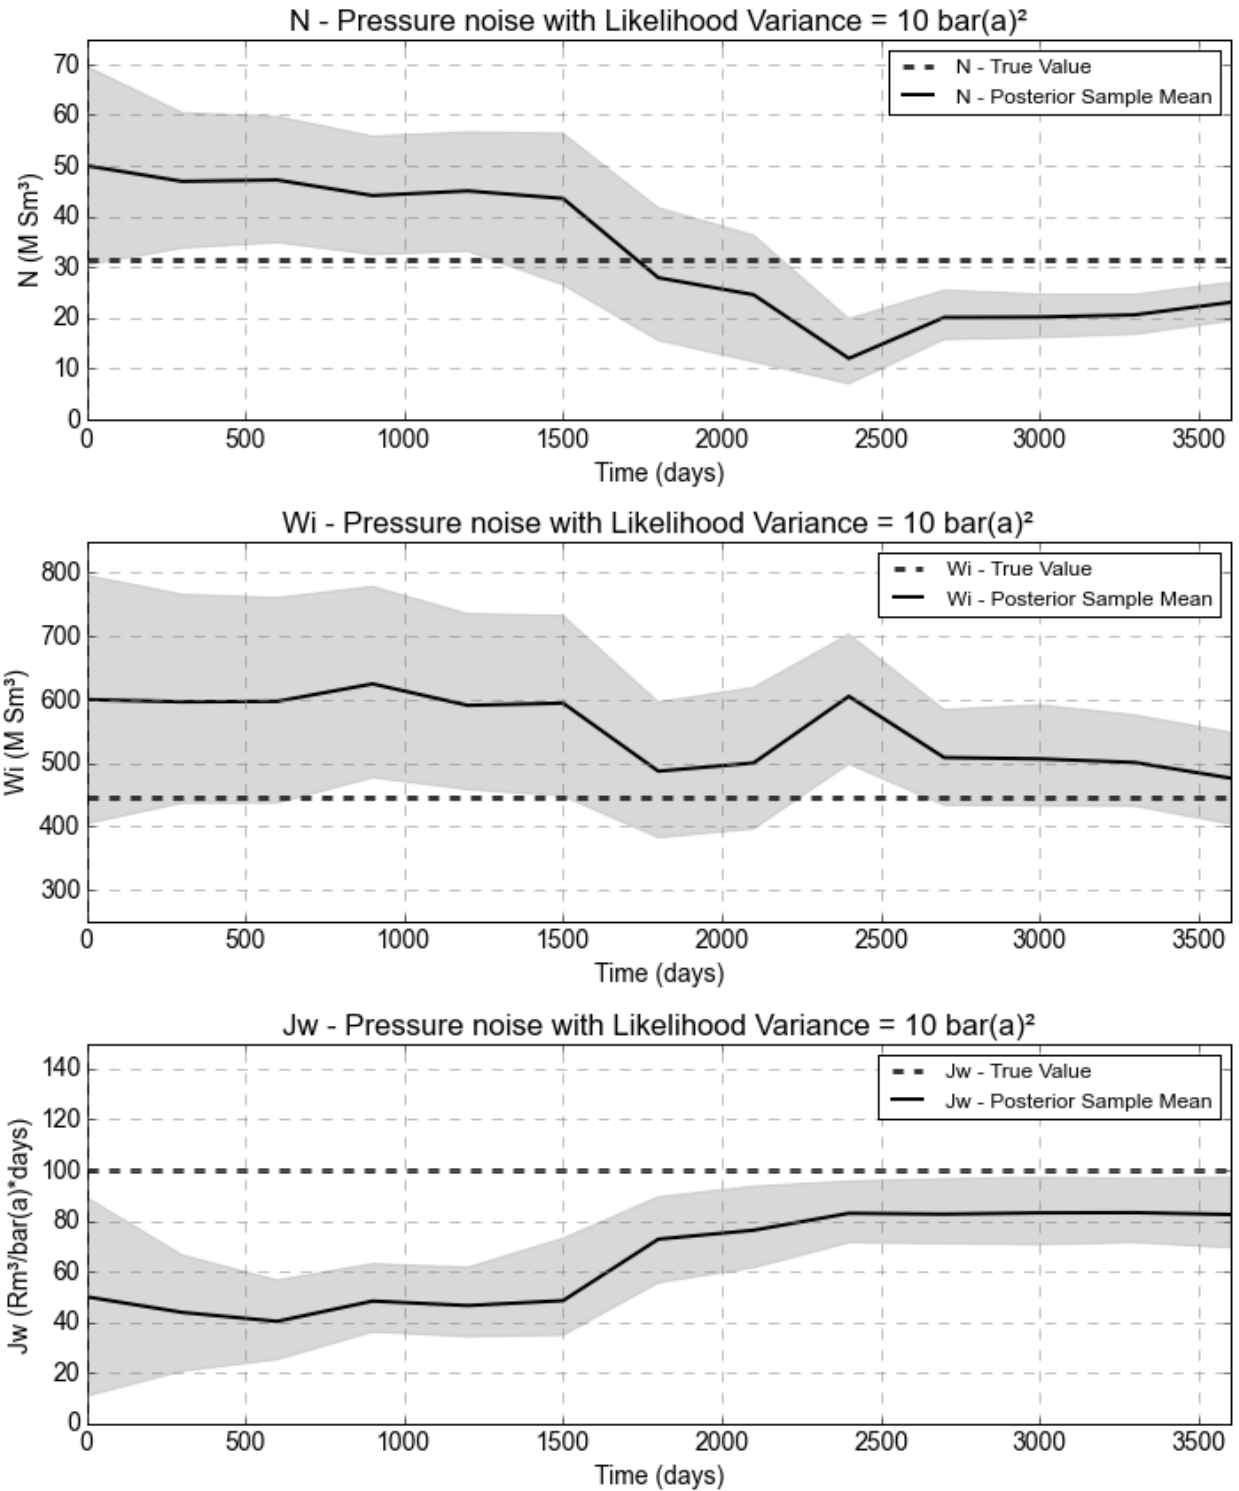 N - Pressure noise with Likelihood Variance = 10 bar(a)²
N - True Value
N - Posterior Sample Mean
N (M Sm³)
70
60
50
40
30
20
10
0
0 500 1000 1500 2000 2500 3000 3500
Time (days)
Wi - Pressure noise with Likelihood Variance = 10 bar(a)²
Wi - True Value
Wi - Posterior Sample Mean
Wi (M Sm³)
800
700
600
500
400
300
0 500 1000 1500 2000 2500 3000 3500
Time (days)
Jw - Pressure noise with Likelihood Variance = 10 bar(a)²
Jw - True Value
Jw - Posterior Sample Mean
Jw (Rm³/bar(a)*days)
140
120
100
80
60
40
20
0
0 500 1000 1500 2000 2500 3000 3500
Time (days)